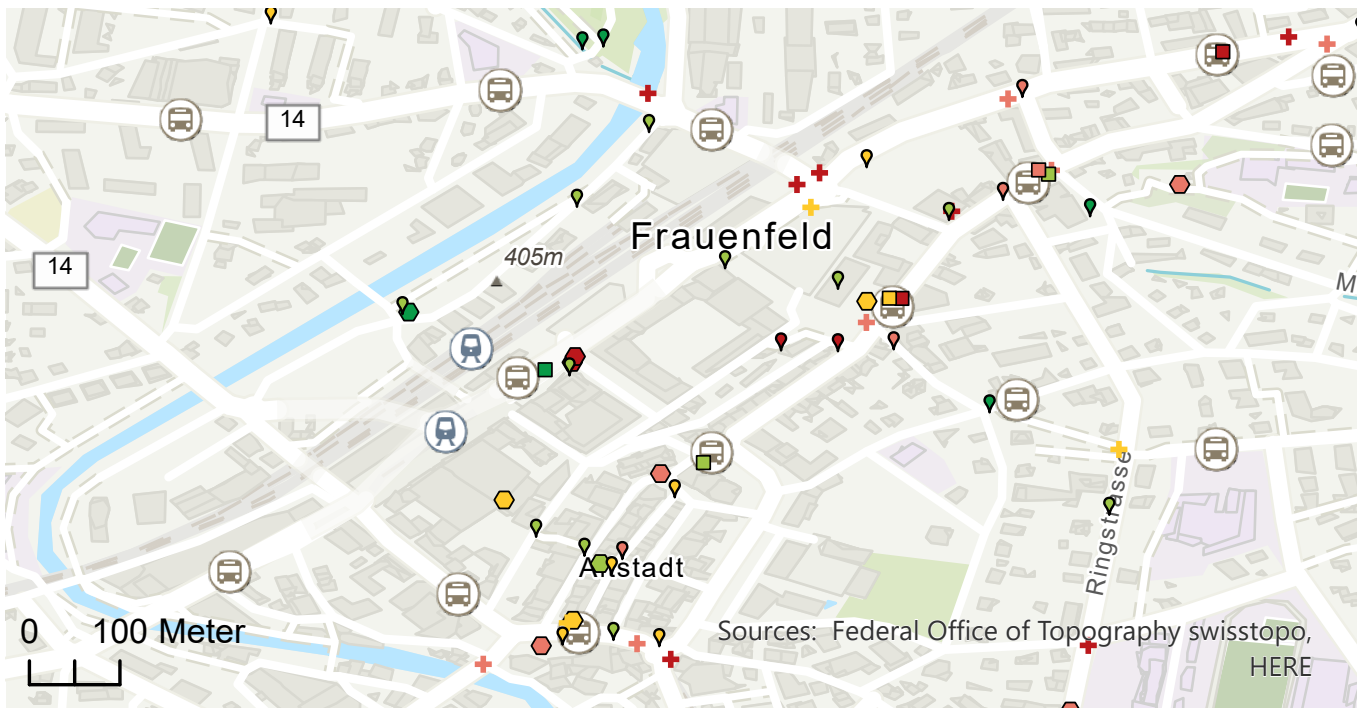 14
Frauenfeld
405m
14
M
Ringstrasse
Altstadt
0 100 Meter
Sources: Federal Office of Topography swisstopo,
HERE